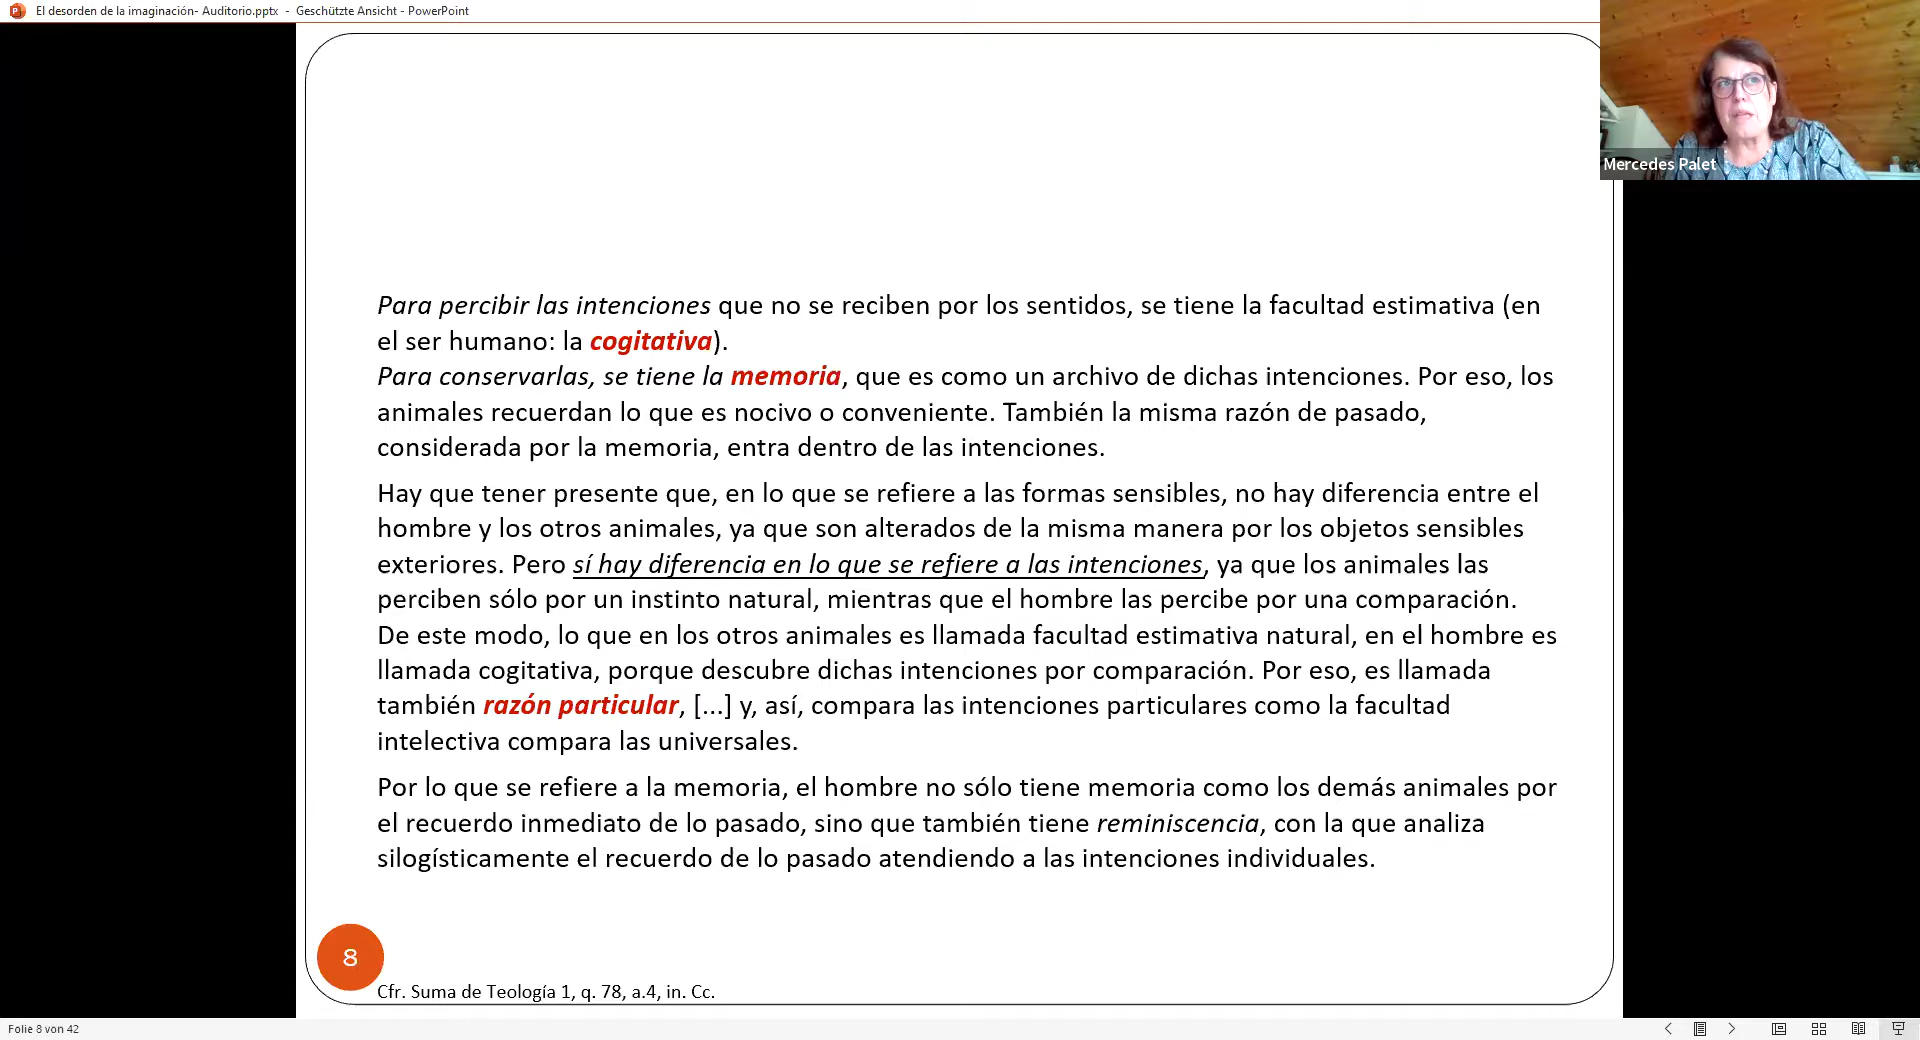 El desorden de la imaginación- Auditorio.pptx - Geschützte Ansicht - PowerPoint
Mercedes Palet
Para percibir las intenciones que no se reciben por los sentidos, se tiene la facultad estimativa (en
el ser humano: la cogitativa).
Para conservarlas, se tiene la memoria, que es como un archivo de dichas intenciones. Por eso, los
animales recuerdan lo que es nocivo o conveniente. También la misma razón de pasado,
considerada por la memoria, entra dentro de las intenciones.
Hay que tener presente que, en lo que se refiere a las formas sensibles, no hay diferencia entre el
hombre y los otros animales, ya que son alterados de la misma manera por los objetos sensibles
exteriores. Pero sí hay diferencia en lo que se refiere a las intenciones, ya que los animales las
perciben sólo por un instinto natural, mientras que el hombre las percibe por una comparación.
De este modo, lo que en los otros animales es llamada facultad estimativa natural, en el hombre es
llamada cogitativa, porque descubre dichas intenciones por comparación. Por eso, es llamada
también razón particular, [...] y, así, compara las intenciones particulares como la facultad
intelectiva compara las universales.
Por lo que se refiere a la memoria, el hombre no sólo tiene memoria como los demás animales por
el recuerdo inmediato de lo pasado, sino que también tiene reminiscencia, con la que analiza
silogísticamente el recuerdo de lo pasado atendiendo a las intenciones individuales.
8
Cfr. Suma de Teología 1, q. 78, a.4, in. Cc.
Folie 8 von 42